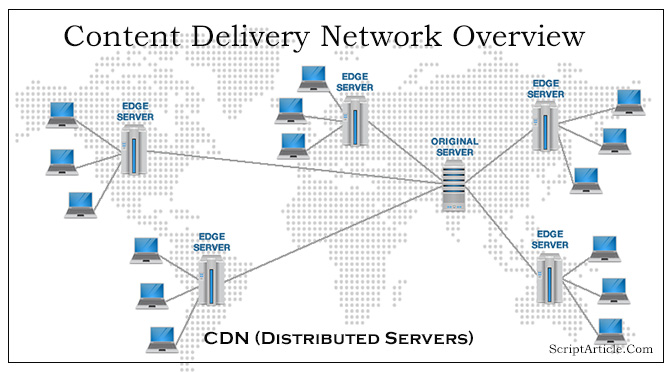 Content Delivery Network Overview
EDGE
SERVER
EDGE
SERVER
EDGE
SERVER
ORIGINAL
SERVER
EDGE
SERVER
EDGE
SERVER
CDN (Distributed Servers)
ScriptArticle.Com